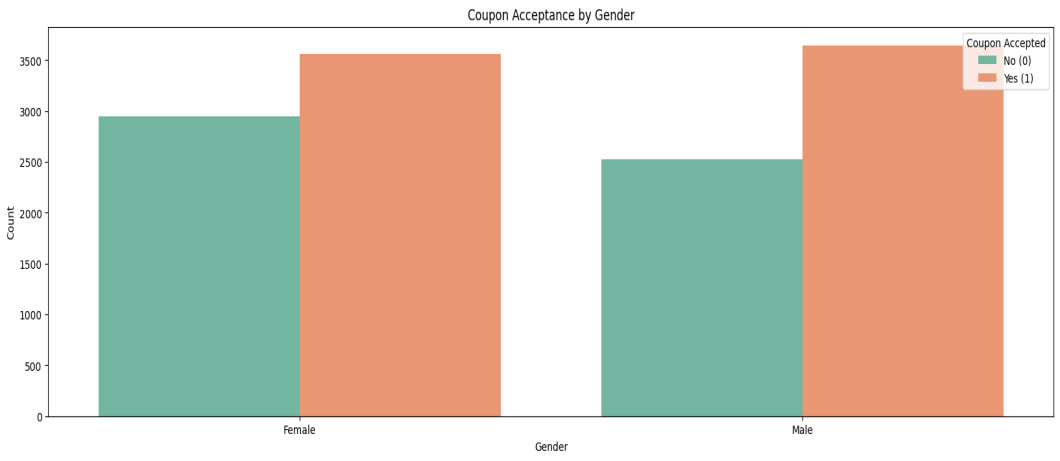 Coupon Acceptance by Gender
Coupon Accepted
No (0)
Yes (1)
3500
3000
2500
2000
1500
1000
500
0
Count
Female
Male
Gender